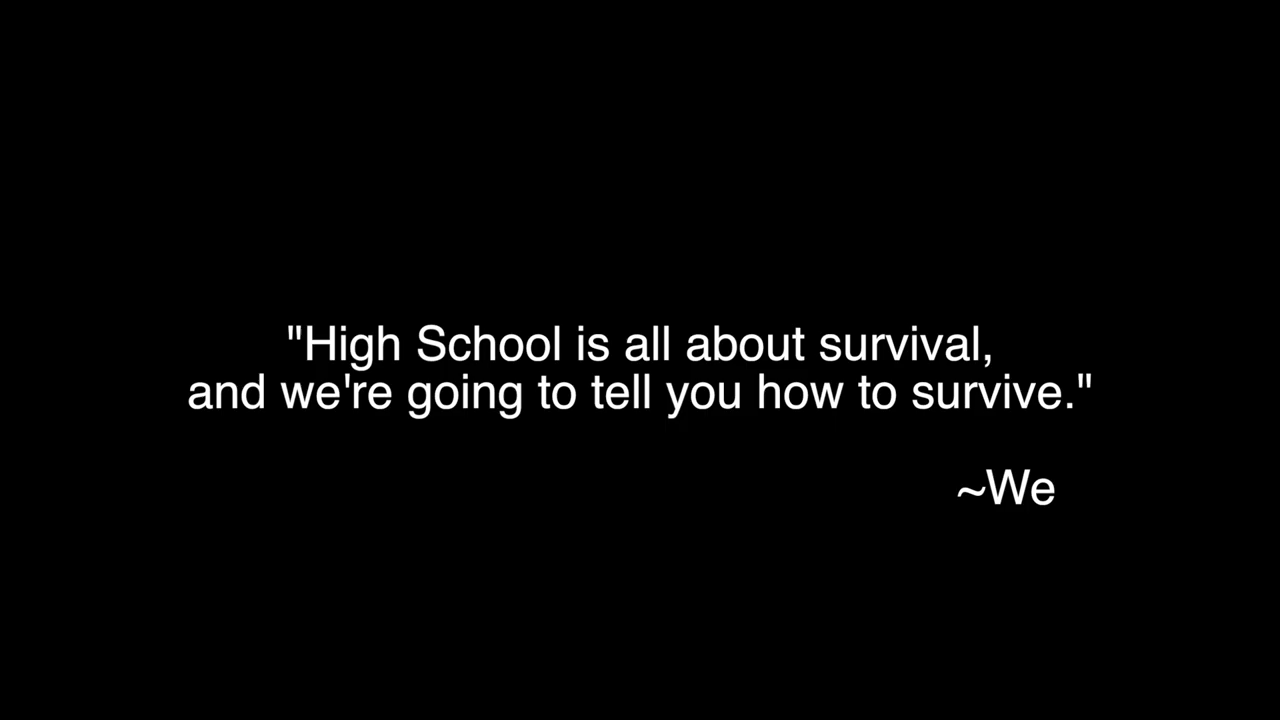 "High School is all about survival,
and we're going to tell you how to survive."
~We